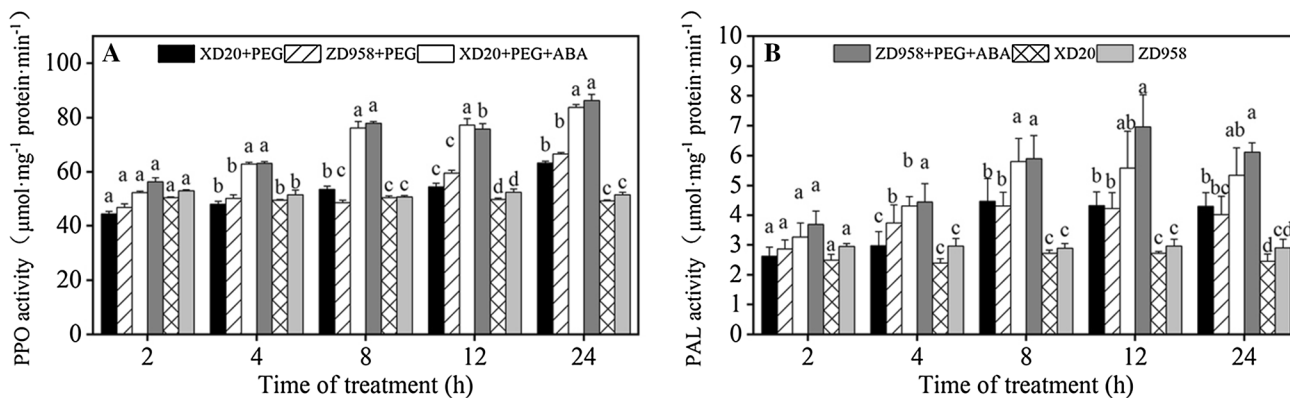 PPO activity (μmol·mg⁻¹ protein·min⁻¹)
A
XD20+PEG ZD958+PEG XD20+PEG+ABA
100
80
60
40
20
0
a a a a a a
b b a a b b
b c a a c c
c c a b d d
b b a a c c
2 4 8 12 24
Time of treatment (h)
PAL activity (μmol·mg⁻¹ protein·min⁻¹)
B
ZD958+PEG+ABA XD20 ZD958
10
9
8
7
6
5
4
3
2
1
0
a a a a a a
c b b a c c
b b a a c c
b b ab a c c
b bc ab a d cd
2 4 8 12 24
Time of treatment (h)